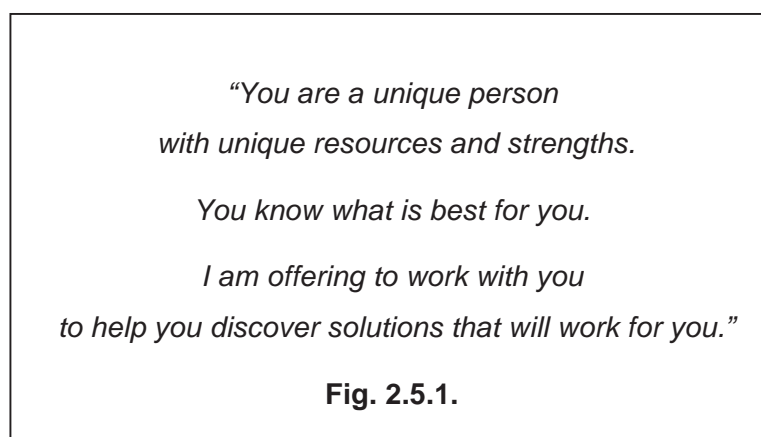 “You are a unique person
with unique resources and strengths.
You know what is best for you.
I am offering to work with you
to help you discover solutions that will work for you.”
Fig. 2.5.1.